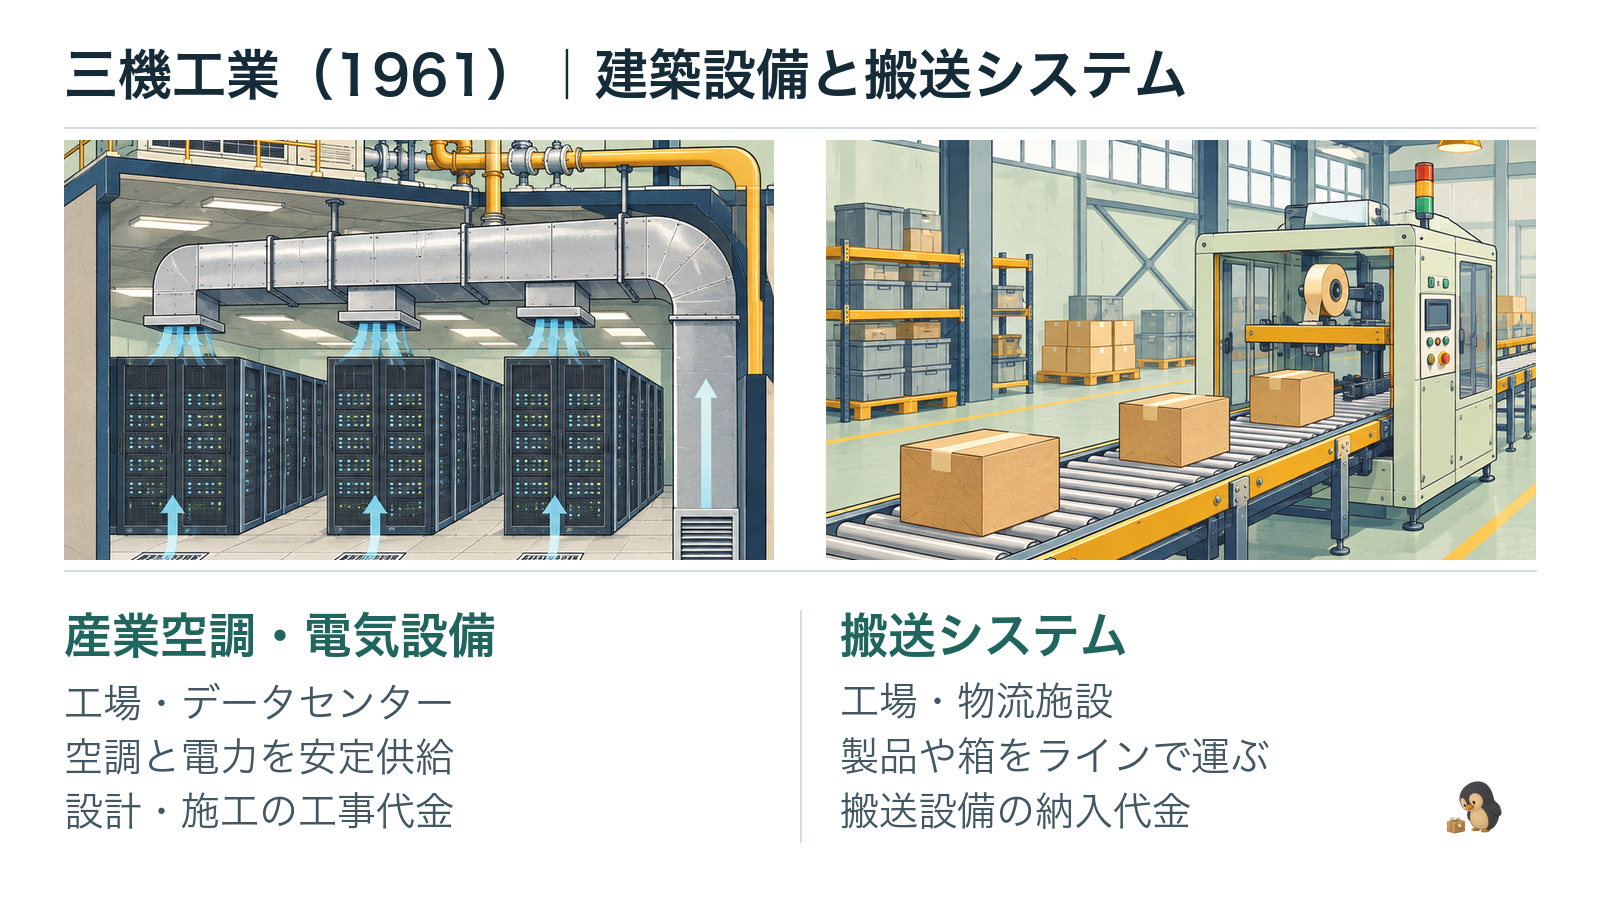 三機工業（1961）｜建築設備と搬送システム
産業空調・電気設備
工場・データセンター
空調と電力を安定供給
設計・施工の工事代金
搬送システム
工場・物流施設
製品や箱をラインで運ぶ
搬送設備の納入代金